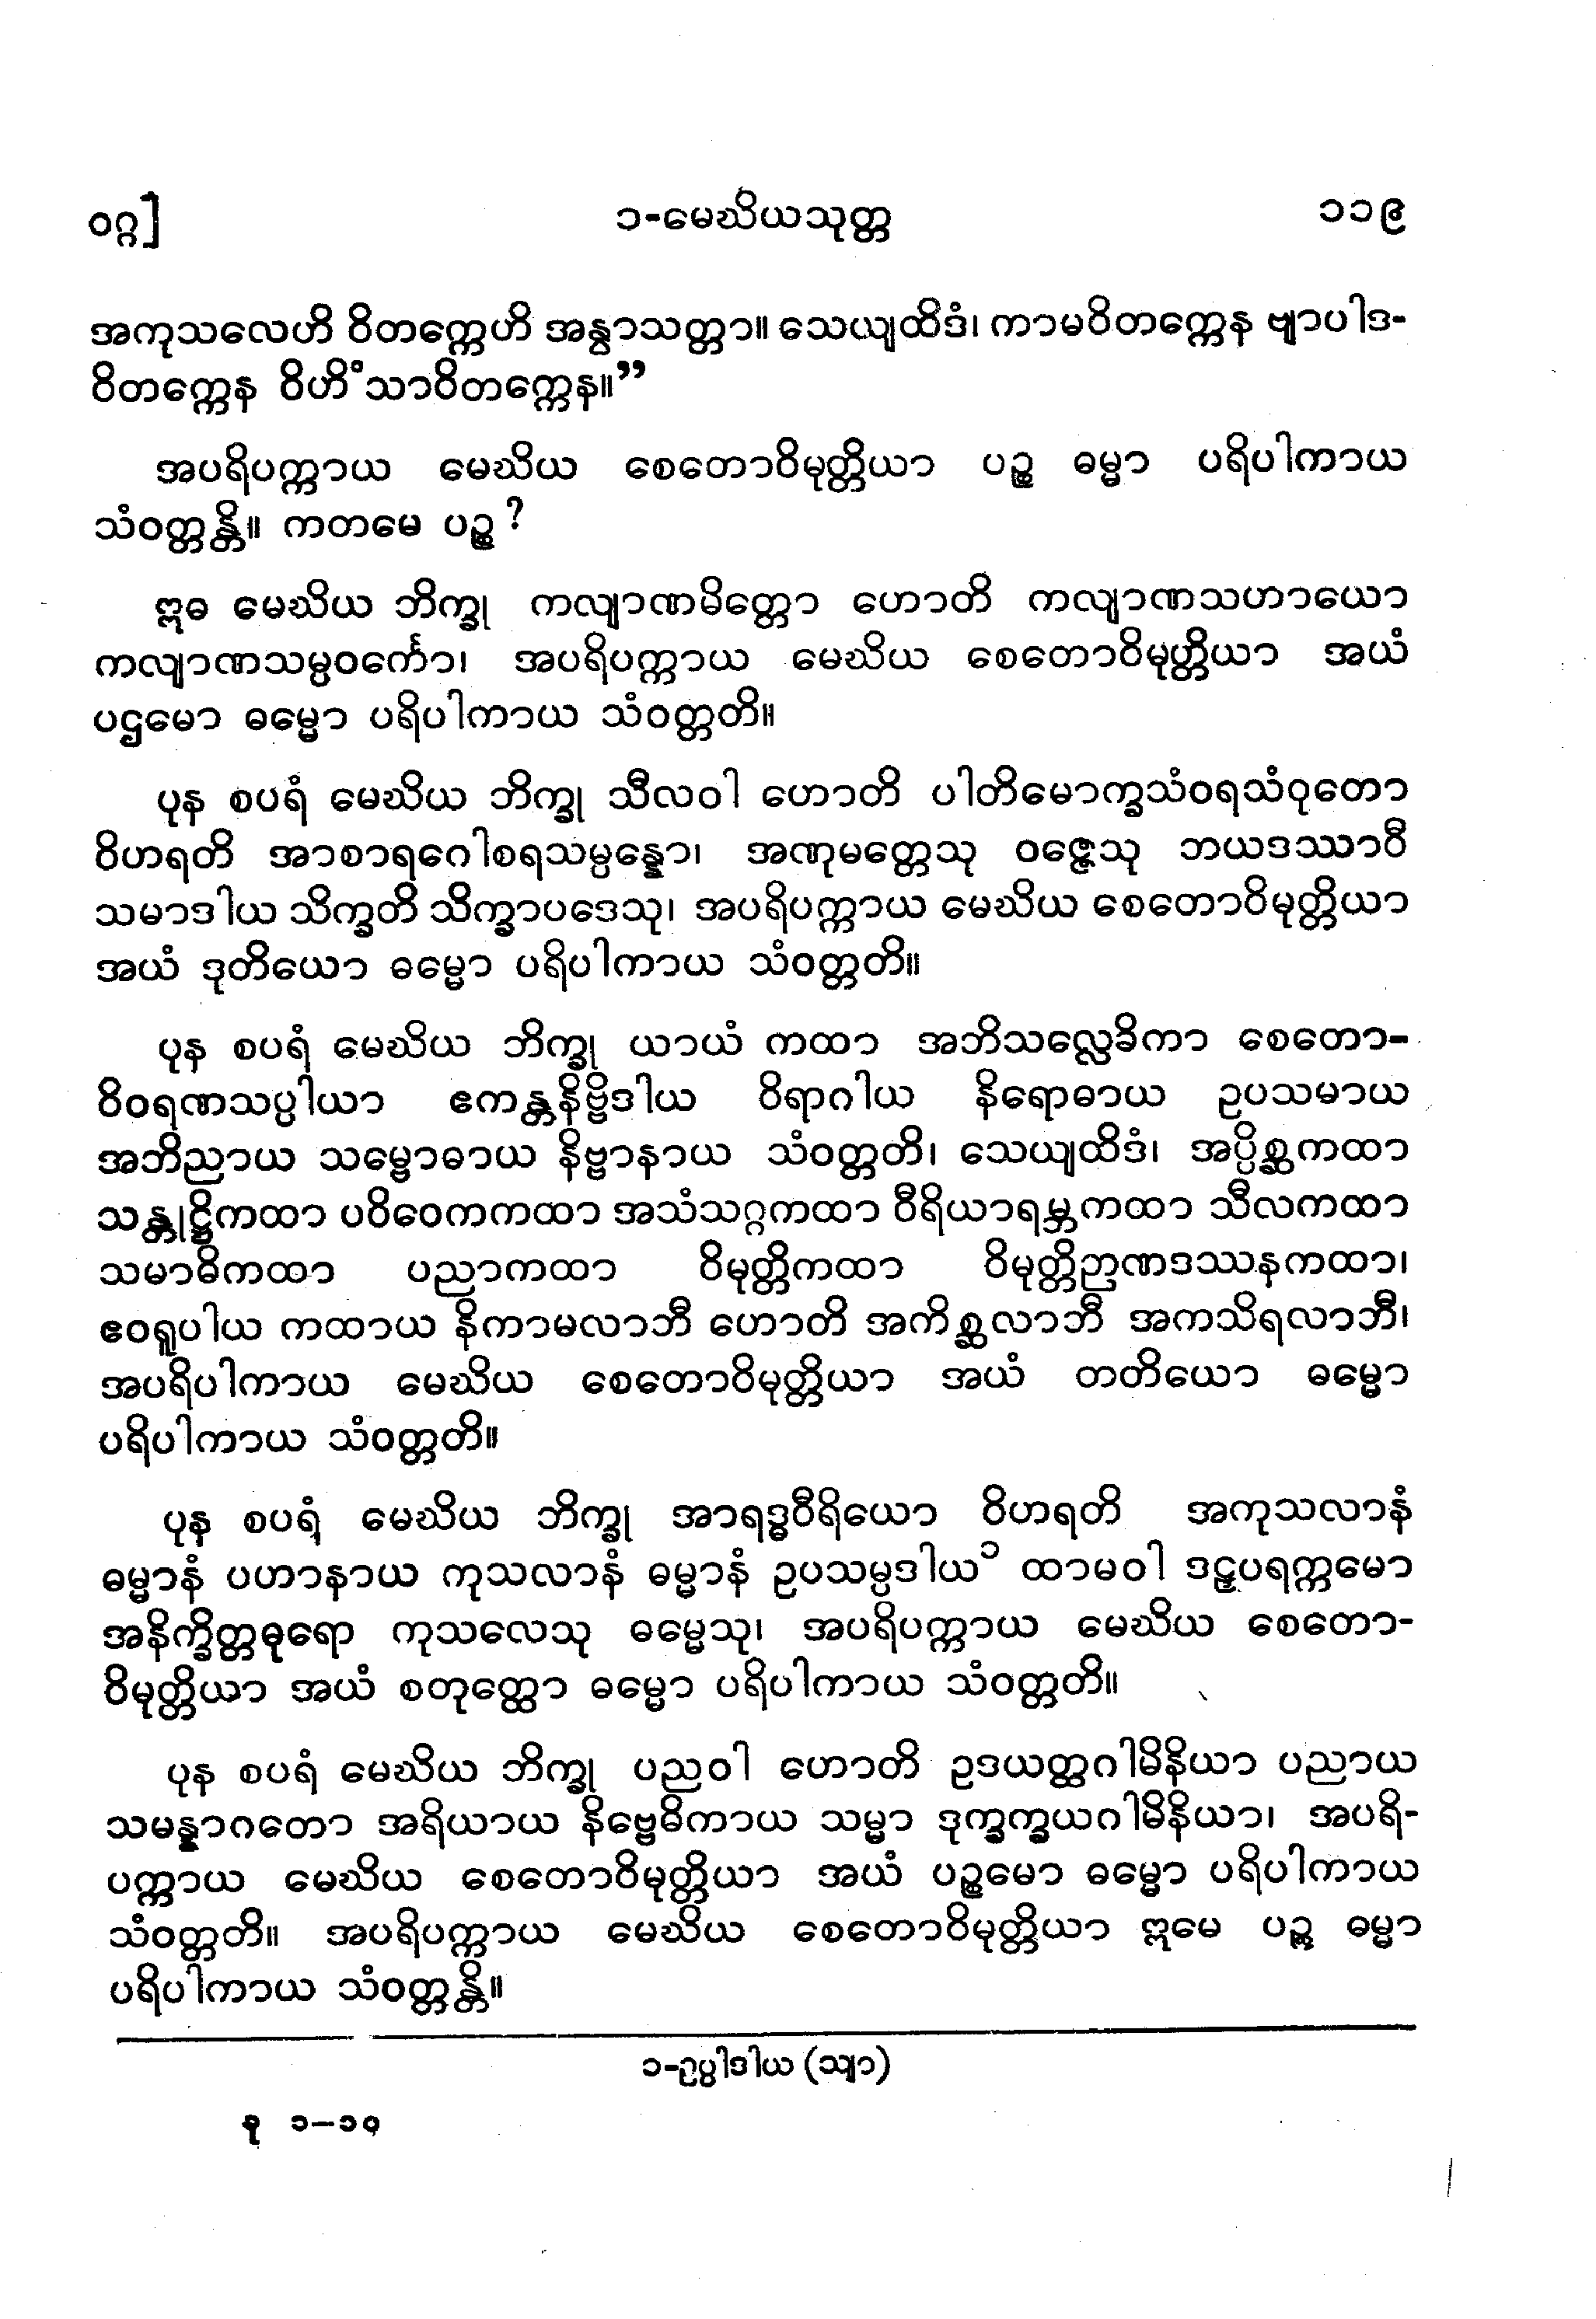 ဝဂ္ဂ]
၁-မေဃိယသုတ္တ
၁၁၉
အကုသလေဟိ ဝိတက္ကေဟိ အန္ဝာသတ္တာ။ သေယျထိဒံ၊ ကာမဝိတက္ကေန ဗျာပါဒ-
ဝိတက္ကေန ဝိဟိံသာဝိတက္ကေန။”
အပရိပက္ကာယ မေဃိယ စေတောဝိမုတ္တိယာ ပဉ္စ ဓမ္မာ ပရိပါကာယ
သံဝတ္တန္တိ။ ကတမေ ပဉ္စ ?
ဣဓ မေဃိယ ဘိက္ခု ကလျာဏမိတ္တော ဟောတိ ကလျာဏသဟာယော
ကလျာဏသမ္ပဝင်္ကော၊ အပရိပက္ကာယ မေဃိယ စေတောဝိမုတ္တိယာ အယံ
ပဌမော ဓမ္မော ပရိပါကာယ သံဝတ္တတိ။
ပုန စပရံ မေဃိယ ဘိက္ခု သီလဝါ ဟောတိ ပါတိမောက္ခသံဝရသံဝုတော
ဝိဟရတိ အာစာရဂေါစရသမ္ပန္နော၊ အဏုမတ္တေသု ဝဇ္ဇေသု ဘယဒဿာဝီ
သမာဒါယ သိက္ခတိ သိက္ခာပဒေသု၊ အပရိပက္ကာယ မေဃိယ စေတောဝိမုတ္တိယာ
အယံ ဒုတိယော ဓမ္မော ပရိပါကာယ သံဝတ္တတိ။
ပုန စပရံ မေဃိယ ဘိက္ခု ယာယံ ကထာ အဘိသလ္လေခိကာ စေတော-
ဝိဝရဏသပ္ပါယာ ဧကန္တနိဗ္ဗိဒါယ ဝိရာဂါယ နိရောဓာယ ဥပသမာယ
အဘိညာယ သမ္ဗောဓာယ နိဗ္ဗာနာယ သံဝတ္တတိ၊ သေယျထိဒံ၊ အပ္ပိစ္ဆကထာ
သန္တုဋ္ဌိကထာ ပဝိဝေကကထာ အသံသဂ္ဂကထာ ဝီရိယာရမ္ဘကထာ သီလကထာ
သမာဓိကထာ ပညာကထာ ဝိမုတ္တိကထာ ဝိမုတ္တိဉာဏဒဿနကထာ၊
ဧဝရူပါယ ကထာယ နိကာမလာဘီ ဟောတိ အကိစ္ဆလာဘီ အကသိရလာဘီ၊
အပရိပါကာယ မေဃိယ စေတောဝိမုတ္တိယာ အယံ တတိယော ဓမ္မော
ပရိပါကာယ သံဝတ္တတိ။
ပုန စပရံ မေဃိယ ဘိက္ခု အာရဒ္ဓဝီရိယော ဝိဟရတိ အကုသလာနံ
ဓမ္မာနံ ပဟာနာယ ကုသလာနံ ဓမ္မာနံ ဥပသမ္ပဒါယ၁ ထာမဝါ ဒဠှပရက္ကမော
အနိက္ခိတ္တဓုရော ကုသလေသု ဓမ္မေသု၊ အပရိပက္ကာယ မေဃိယ စေတော-
ဝိမုတ္တိယာ အယံ စတုတ္ထော ဓမ္မော ပရိပါကာယ သံဝတ္တတိ။
ပုန စပရံ မေဃိယ ဘိက္ခု ပညဝါ ဟောတိ ဥဒယတ္ထဂါမိနိယာ ပညာယ
သမန္နာဂတော အရိယာယ နိဗ္ဗေဓိကာယ သမ္မာ ဒုက္ခက္ခယဂါမိနိယာ၊ အပရိ-
ပက္ကာယ မေဃိယ စေတောဝိမုတ္တိယာ အယံ ပဉ္စမော ဓမ္မော ပရိပါကာယ
သံဝတ္တတိ။ အပရိပက္ကာယ မေဃိယ စေတောဝိမုတ္တိယာ ဣမေ ပဉ္စ ဓမ္မာ
ပရိပါကာယ သံဝတ္တန္တိ။
၁-ဥပ္ပါဒါယ (သျာ)
နု ၁–၁၀